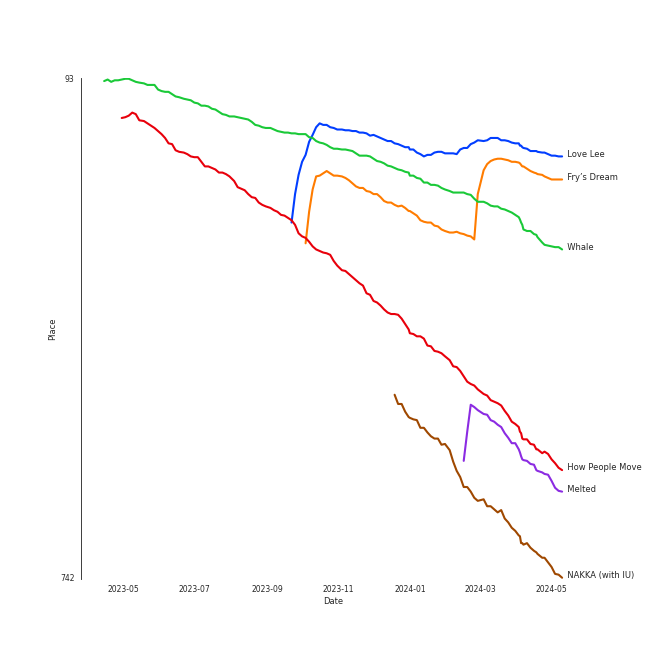 93
Love Lee
Fry's Dream
Whale
Place
How People Move
Melted
NAKKA (with IU)
742
2023-05 2023-07 2023-09 2023-11 2024-01 2024-03 2024-05
Date